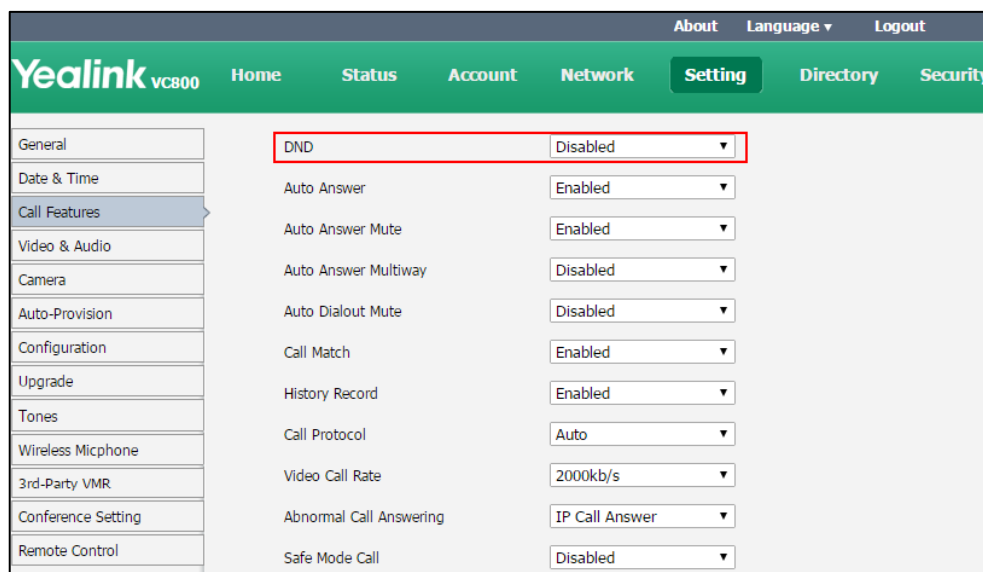 About Language ▾ Logout
Yealink VC800 Home Status Account Network Setting Directory Security
General
Date & Time
Call Features
Video & Audio
Camera
Auto-Provision
Configuration
Upgrade
Tones
Wireless Micphone
3rd-Party VMR
Conference Setting
Remote Control
DND Disabled
Auto Answer Enabled
Auto Answer Mute Enabled
Auto Answer Multiway Disabled
Auto Dialout Mute Disabled
Call Match Enabled
History Record Enabled
Call Protocol Auto
Video Call Rate 2000kb/s
Abnormal Call Answering IP Call Answer
Safe Mode Call Disabled